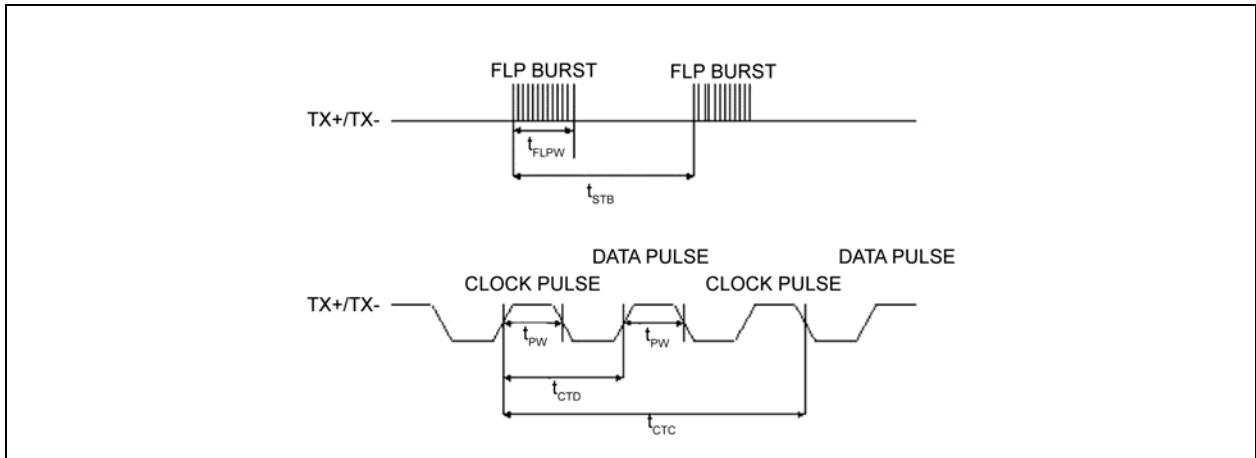 FLP BURST FLP BURST
TX+/TX-
tFLPW
tSTB
DATA PULSE DATA PULSE
CLOCK PULSE CLOCK PULSE
TX+/TX-
tPW tPW
tCTD
tCTC